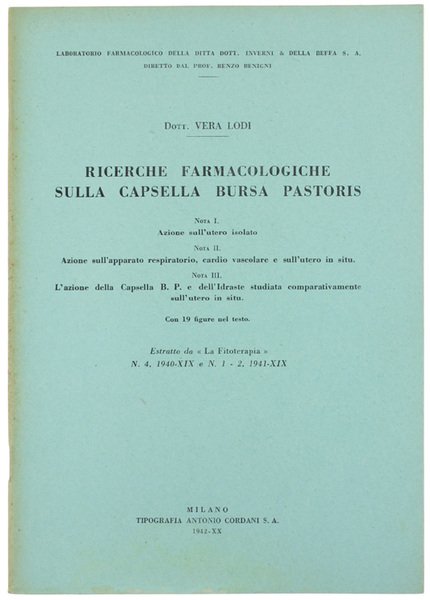 LABORATORIO FARMACOLOGICO DELLA DITTA DOTT. INVERNI & DELLA BEFFA S. A.
DIRETTO DAL PROF. RENZO BENIGNI
DOTT. VERA LODI
RICERCHE FARMACOLOGICHE
SULLA CAPSELLA BURSA PASTORIS
NOTA I.
Azione sull'utero isolato
NOTA II.
Azione sull'apparato respiratorio, cardio vascolare e sull'utero in situ.
NOTA III.
L'azione della Capsella B. P. e dell'Idraste studiata comparativamente
sull'utero in situ.
Con 19 figure nel testo.
Estratto da « La Fitoterapia »
N. 4, 1940-XIX e N. 1 - 2, 1941-XIX
MILANO
TIPOGRAFIA ANTONIO CORDANI S. A.
1942-XX